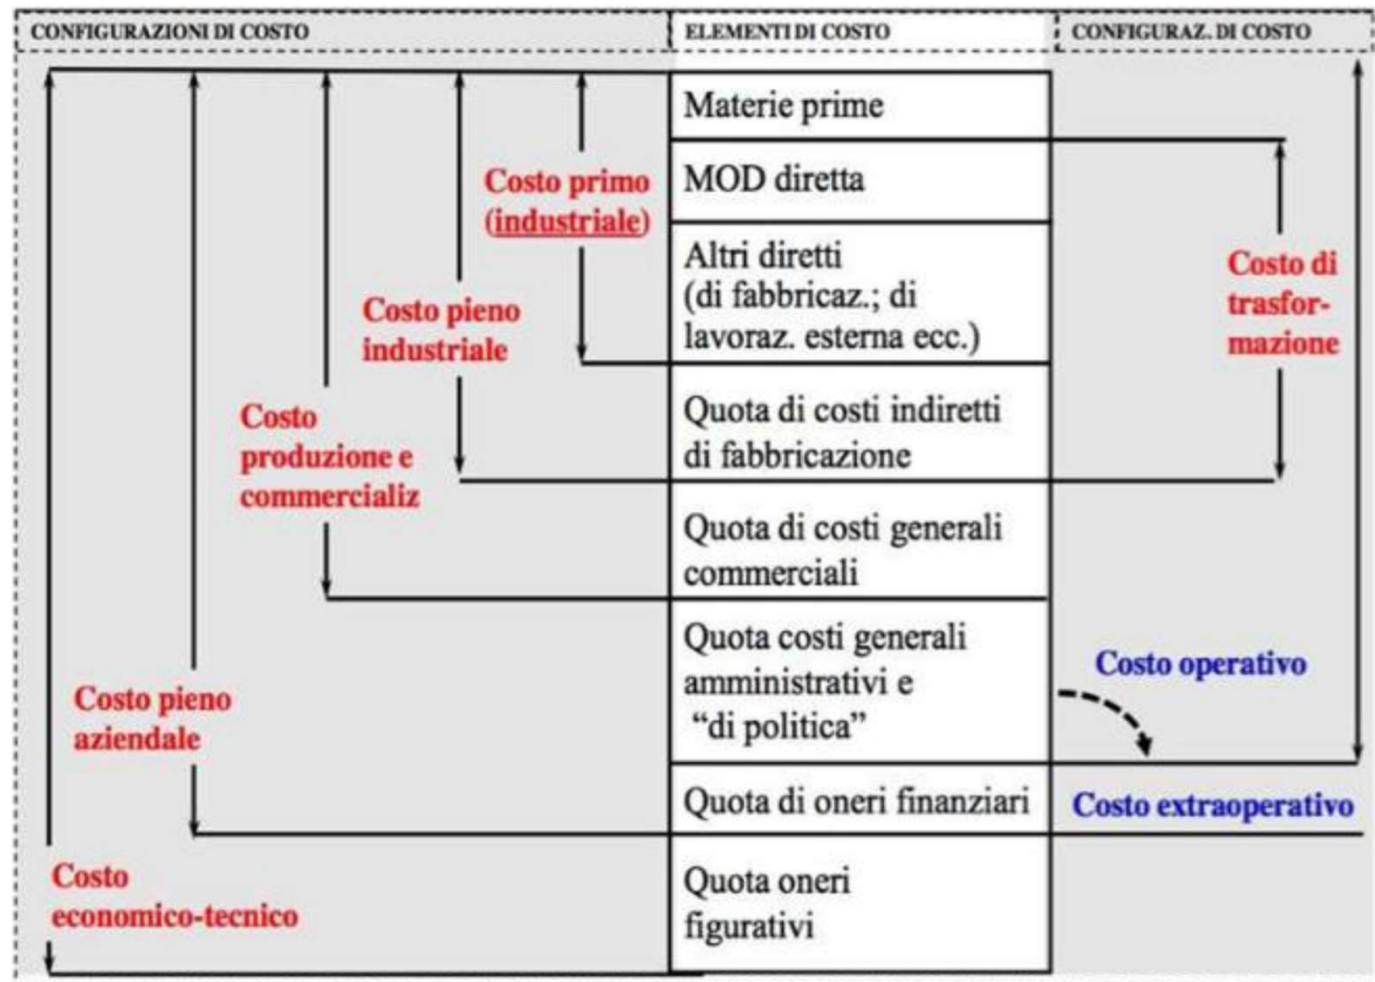 CONFIGURAZIONI DI COSTO
ELEMENTI DI COSTO
CONFIGURAZ. DI COSTO
Materie prime
MOD diretta
Altri diretti
(di fabbricaz.; di
lavoraz. esterna ecc.)
Quota di costi indiretti
di fabbricazione
Quota di costi generali
commerciali
Quota costi generali
amministrativi e
“di politica”
Quota di oneri finanziari
Quota oneri
figurativi
Costo primo
(industriale)
Costo pieno
industriale
Costo
produzione e
commercializ
Costo pieno
aziendale
Costo
economico-tecnico
Costo di
trasfor-
mazione
Costo operativo
Costo extraoperativo